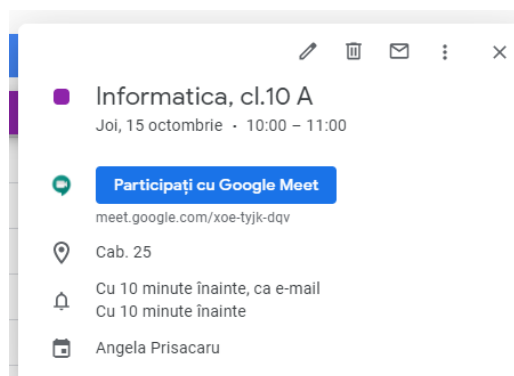 Informatica, cl.10 A
Joi, 15 octombrie · 10:00 – 11:00
Participați cu Google Meet
meet.google.com/xoe-tyjk-dqv
Cab. 25
Cu 10 minute înainte, ca e-mail
Cu 10 minute înainte
Angela Prisacaru